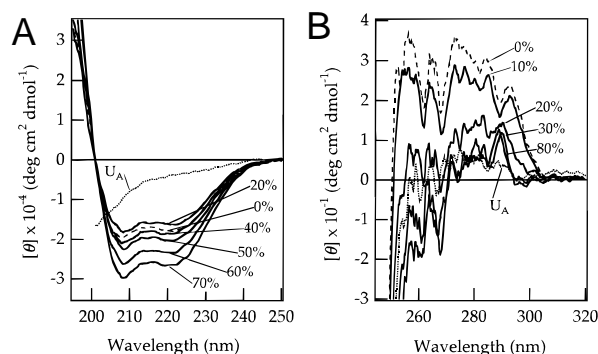 A
[θ] x 10⁻⁴ (deg cm² dmol⁻¹)
3
2
1
0
-1
-2
-3
U_A
20%
0%
40%
50%
60%
70%
200 210 220 230 240 250
Wavelength (nm)
B
[θ] x 10⁻¹ (deg cm² dmol⁻¹)
4
3
2
1
0
-1
-2
-3
0%
10%
20%
30%
80%
U_A
260 280 300 320
Wavelength (nm)